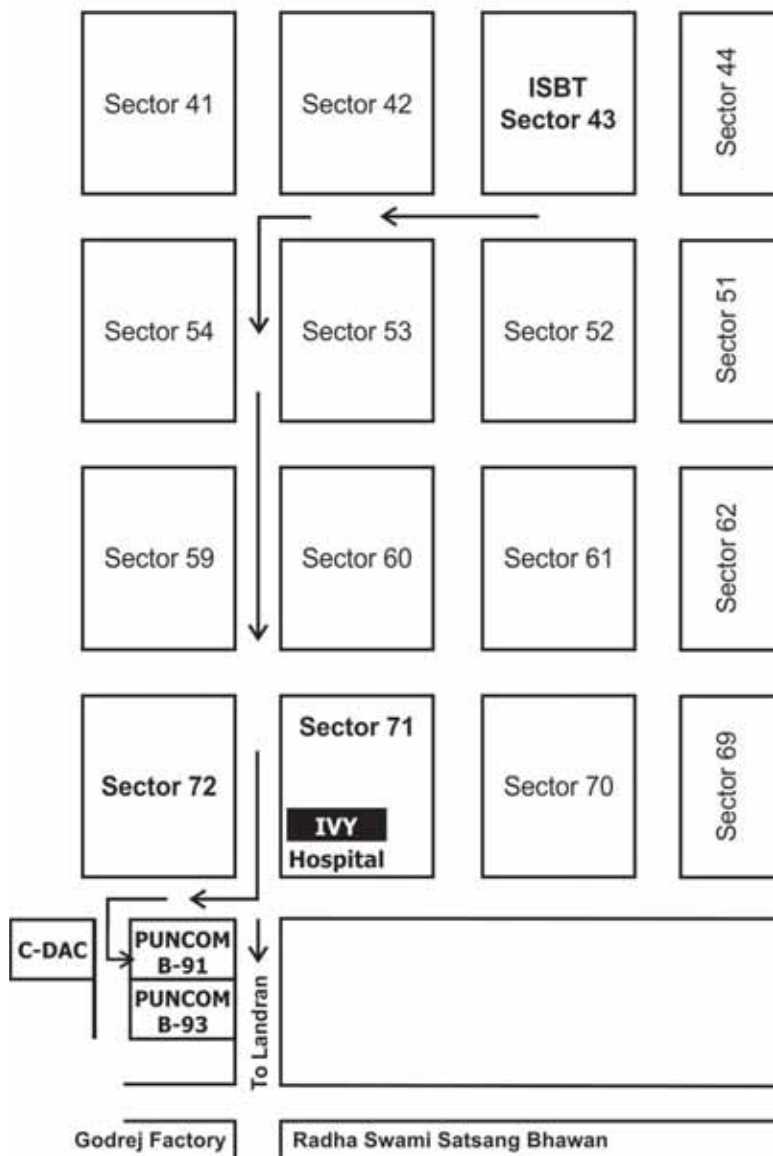 Sector 41
Sector 42
ISBT
Sector 43
Sector 44
Sector 54
Sector 53
Sector 52
Sector 51
Sector 59
Sector 60
Sector 61
Sector 62
Sector 72
Sector 71
IVY
Hospital
Sector 70
Sector 69
C-DAC
PUNCOM
B-91
PUNCOM
B-93
To Landran
Godrej Factory
Radha Swami Satsang Bhawan